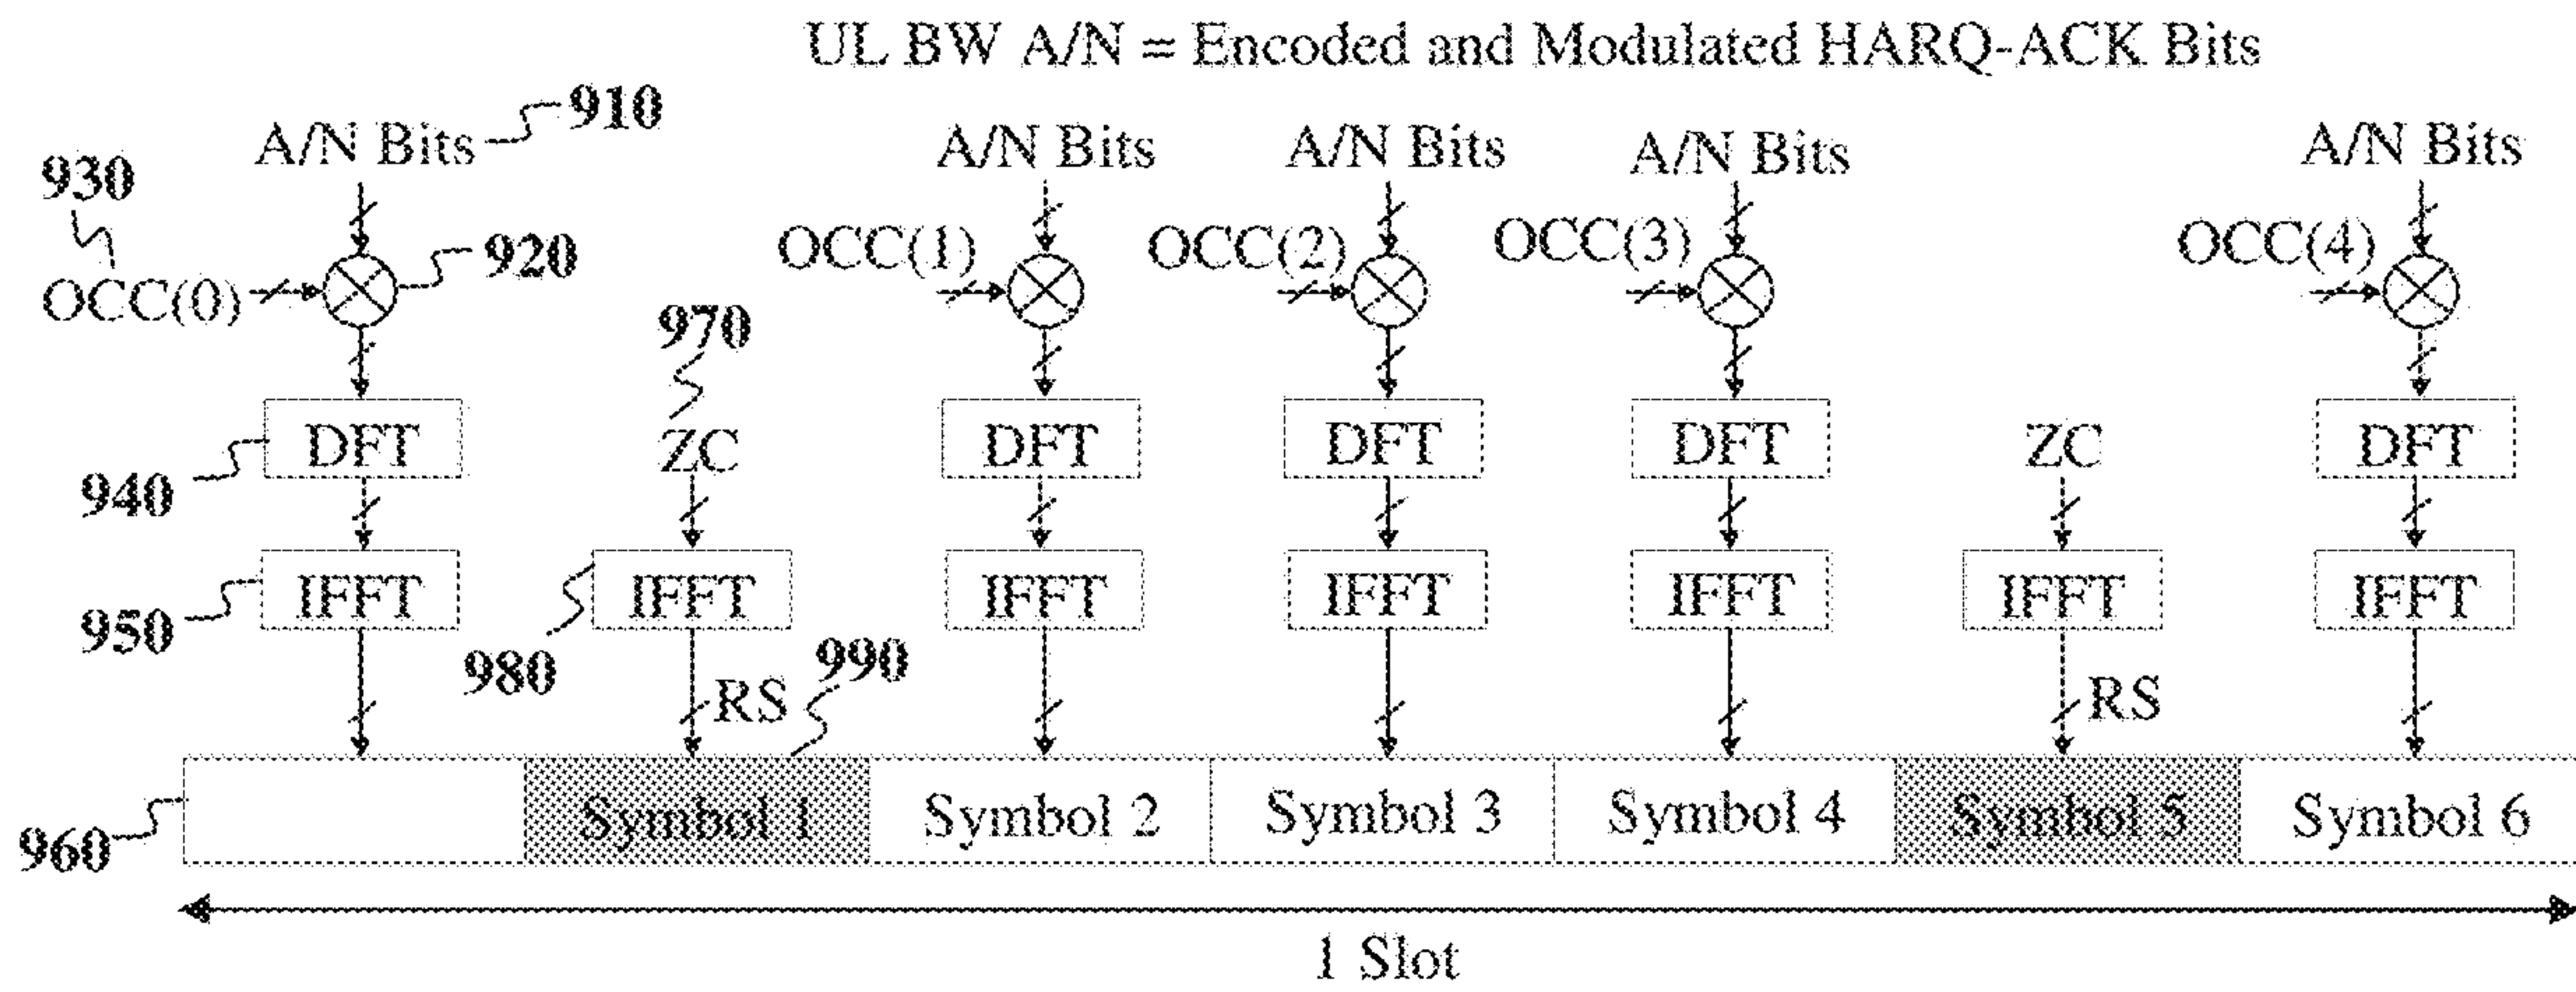 UL BW A/N = Encoded and Modulated HARQ-ACK Bits
910
A/N Bits A/N Bits A/N Bits A/N Bits A/N Bits
930
920
OCC(0) OCC(1) OCC(2) OCC(3) OCC(4)
970
DFT ZC DFT DFT DFT ZC DFT
940
IFFT IFFT IFFT IFFT IFFT IFFT IFFT
950
980 990
RS RS
Symbol 1 Symbol 2 Symbol 3 Symbol 4 Symbol 5 Symbol 6
960
1 Slot